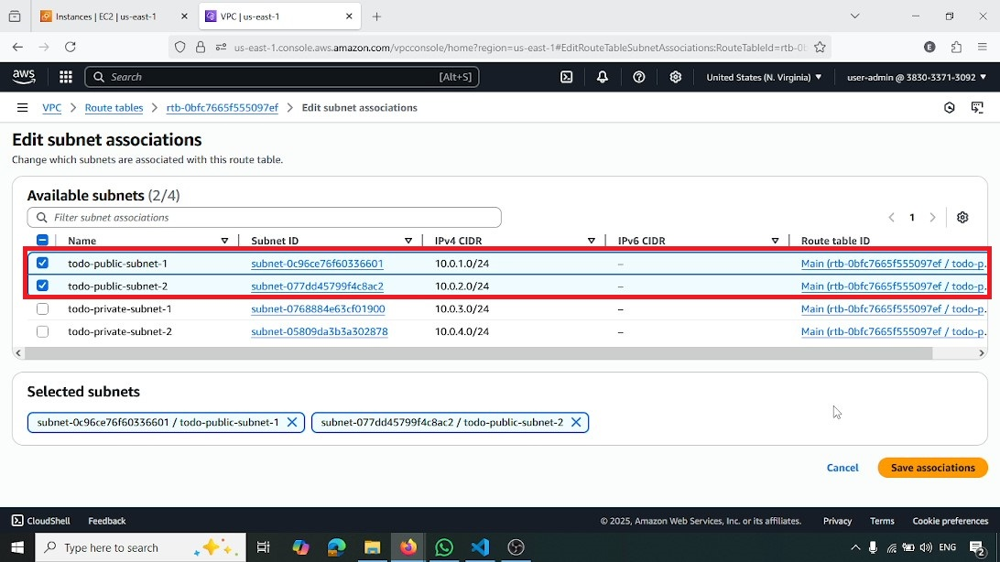 Instances | EC2 | us-east-1
VPC | us-east-1
us-east-1.console.aws.amazon.com/vpcconsole/home?region=us-east-1#EditRouteTableSubnetAssociations:RouteTableId=rtb-0b
aws
Search
[Alt+S]
United States (N. Virginia)
user-admin @ 3830-3371-3092
VPC
Route tables
rtb-0bfc7665f555097ef
Edit subnet associations
Edit subnet associations
Change which subnets are associated with this route table.
Available subnets (2/4)
Filter subnet associations
1
Name Subnet ID IPv4 CIDR IPv6 CIDR Route table ID
todo-public-subnet-1 subnet-0c96ce76f60336601 10.0.1.0/24 – Main (rtb-0bfc7665f555097ef / todo-p.
todo-public-subnet-2 subnet-077dd45799f4c8ac2 10.0.2.0/24 – Main (rtb-0bfc7665f555097ef / todo-p.
todo-private-subnet-1 subnet-0768884e63cf01900 10.0.3.0/24 – Main (rtb-0bfc7665f555097ef / todo-p.
todo-private-subnet-2 subnet-05809da3b3a302878 10.0.4.0/24 – Main (rtb-0bfc7665f555097ef / todo-p.
Selected subnets
subnet-0c96ce76f60336601 / todo-public-subnet-1
subnet-077dd45799f4c8ac2 / todo-public-subnet-2
Cancel
Save associations
CloudShell
Feedback
© 2025, Amazon Web Services, Inc. or its affiliates.
Privacy
Terms
Cookie preferences
Type here to search
ENG
2